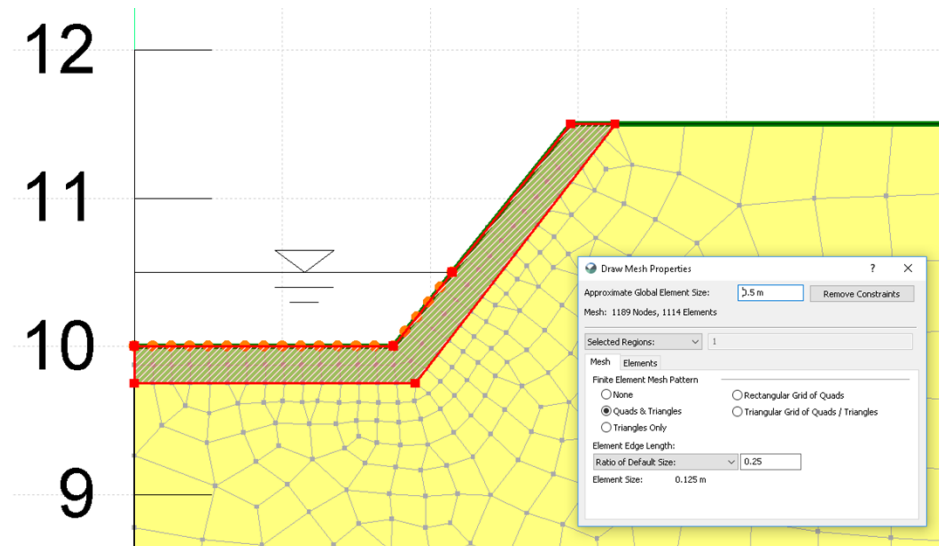 12
11
10
9
Draw Mesh Properties
?
Approximate Global Element Size:
0.5 m
Remove Constraints
Mesh: 1189 Nodes, 1114 Elements
Selected Regions:
1
Mesh
Elements
Finite Element Mesh Pattern
None
Rectangular Grid of Quads
Quads & Triangles
Triangular Grid of Quads / Triangles
Triangles Only
Element Edge Length:
Ratio of Default Size:
0.25
Element Size:
0.125 m